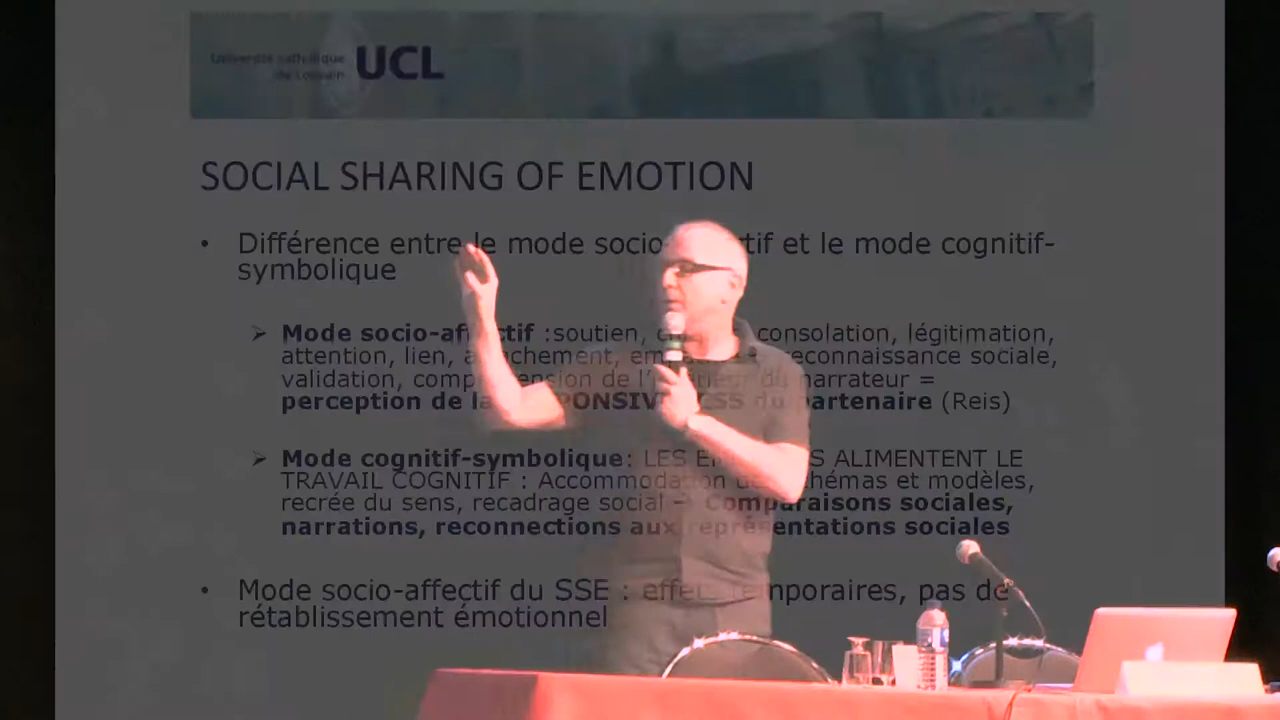 Université catholique
de Louvain
UCL
SOCIAL SHARING OF EMOTION
• Différence entre le mode socio- et le mode cognitif-
symbolique
➢ Mode socio-affectif :soutien, consolation, légitimation,
attention, lien, attachement, reconnaissance sociale,
validation, compréhension de du narrateur =
perception de la RESPONSIVENESS du partenaire (Reis)
➢ Mode cognitif-symbolique: LES EMOTIONS ALIMENTENT LE
TRAVAIL COGNITIF : Accommodation des schémas et modèles,
recrée du sens, recadrage social – Comparaisons sociales,
narrations, reconnections aux représentations sociales
• Mode socio-affectif du SSE : effets temporaires, pas de
rétablissement émotionnel